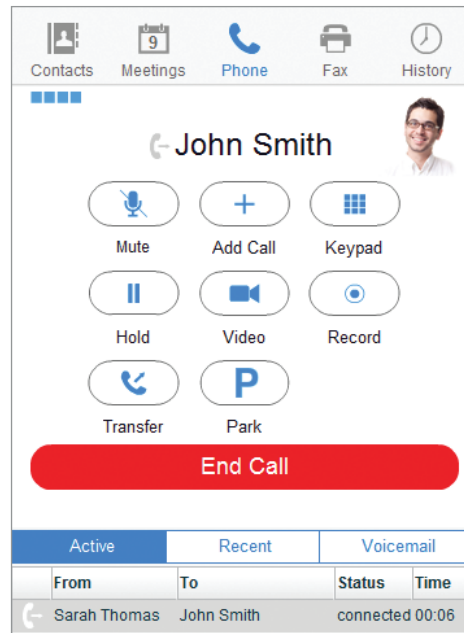 9
Contacts Meetings Phone Fax History
John Smith
Mute Add Call Keypad
Hold Video Record
P
Transfer Park
End Call
Active Recent Voicemail
From To Status Time
Sarah Thomas John Smith connected 00:06